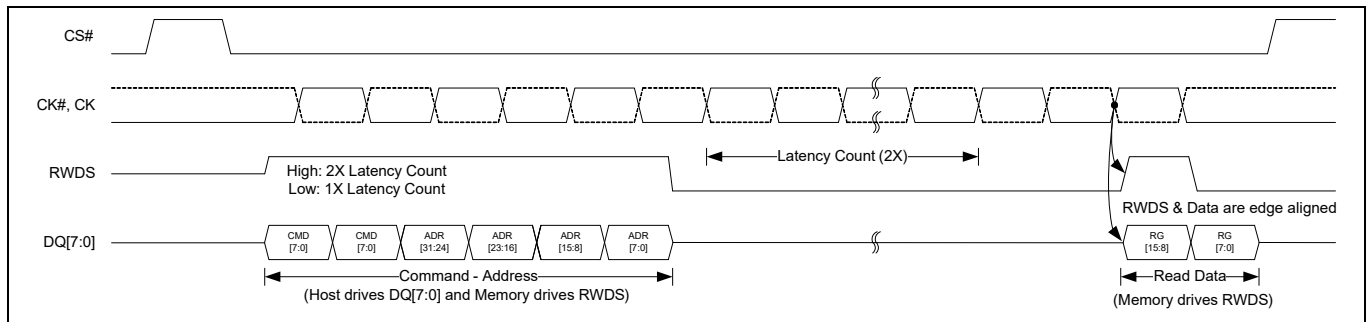 CS#
CK#, CK
Latency Count (2X)
RWDS
High: 2X Latency Count
Low: 1X Latency Count
RWDS & Data are edge aligned
DQ[7:0]
CMD
[7:0]
CMD
[7:0]
ADR
[31:24]
ADR
[23:16]
ADR
[15:8]
ADR
[7:0]
RG
[15:8]
RG
[7:0]
Command - Address
(Host drives DQ[7:0] and Memory drives RWDS)
Read Data
(Memory drives RWDS)